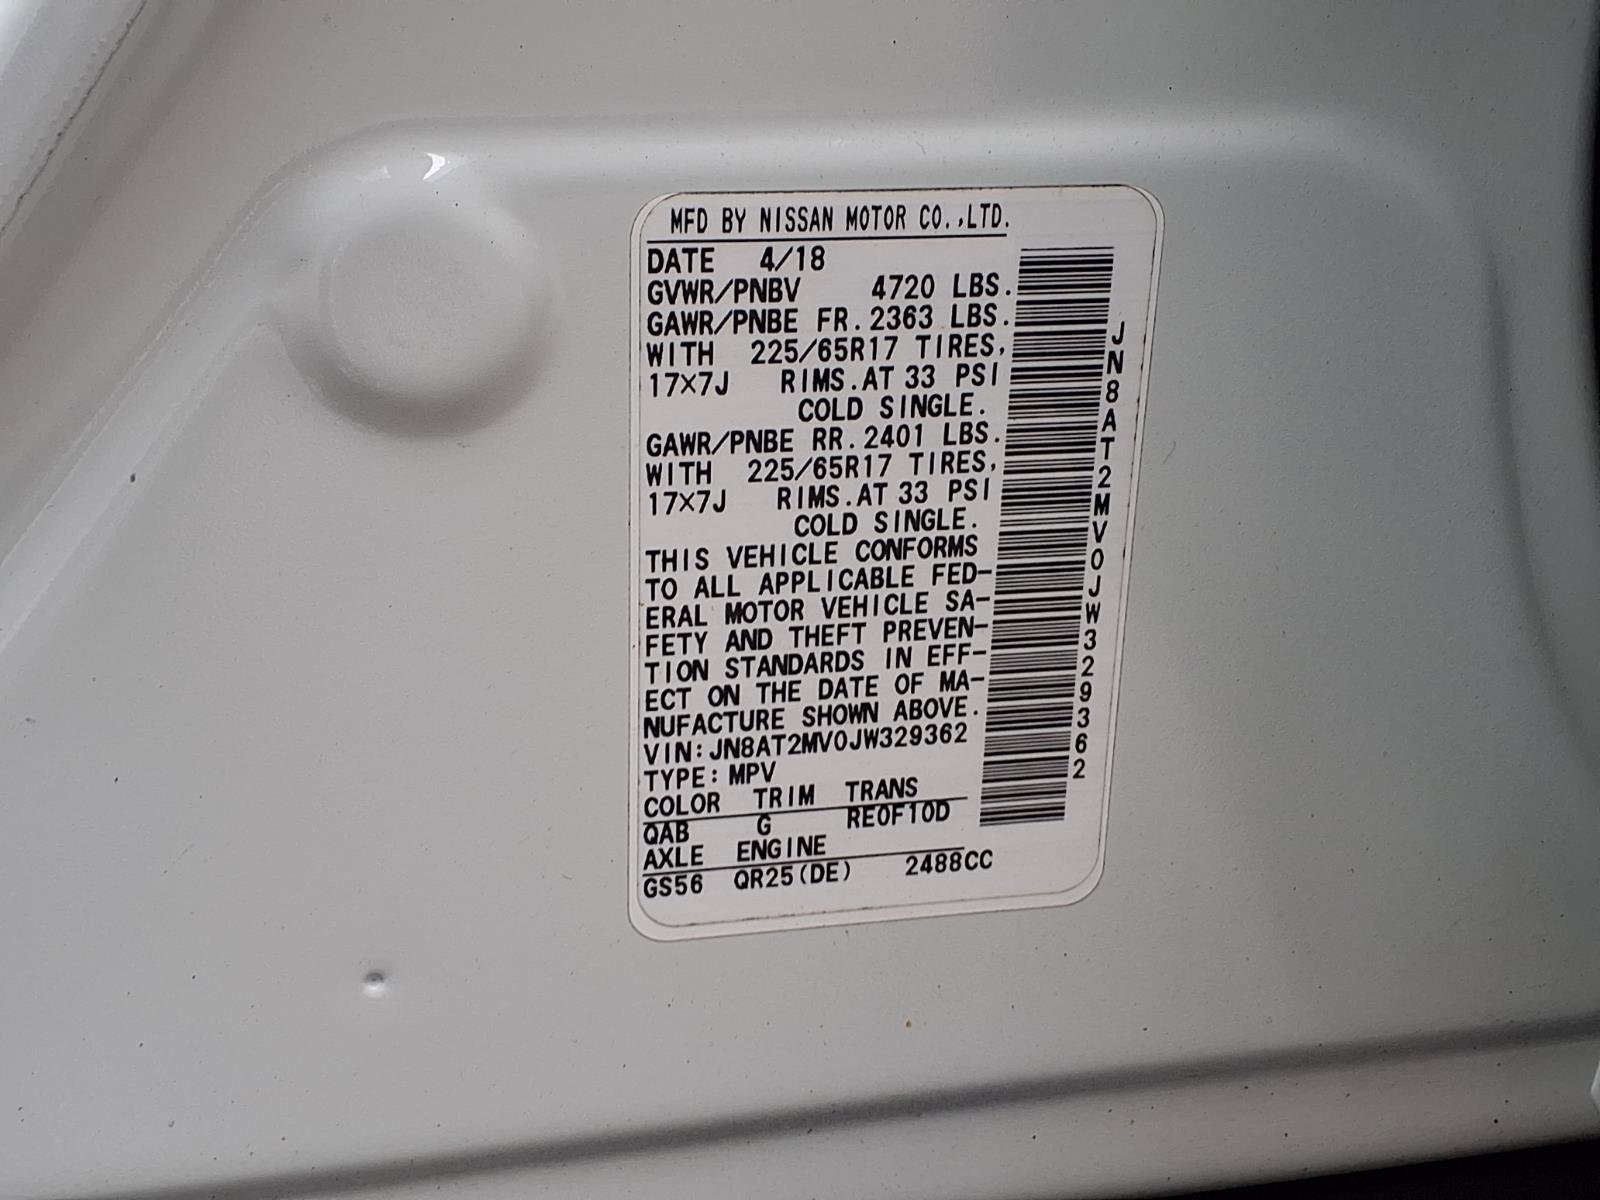 MFD BY NISSAN MOTOR CO.,LTD.
DATE 4/18
GVWR/PNBV 4720 LBS.
GAWR/PNBE FR. 2363 LBS.
WITH 225/65R17 TIRES,
17×7J RIMS. AT 33 PSI
COLD SINGLE.
GAWR/PNBE RR. 2401 LBS.
WITH 225/65R17 TIRES,
17×7J RIMS. AT 33 PSI
COLD SINGLE.
THIS VEHICLE CONFORMS
TO ALL APPLICABLE FED-
ERAL MOTOR VEHICLE SA-
FETY AND THEFT PREVEN-
TION STANDARDS IN EFF-
ECT ON THE DATE OF MA-
NUFACTURE SHOWN ABOVE.
VIN: JN8AT2MV0JW329362
TYPE: MPV
COLOR TRIM TRANS
QAB G RE0F10D
AXLE ENGINE
GS56 QR25(DE) 2488CC
JN8AT2MV0JW329362